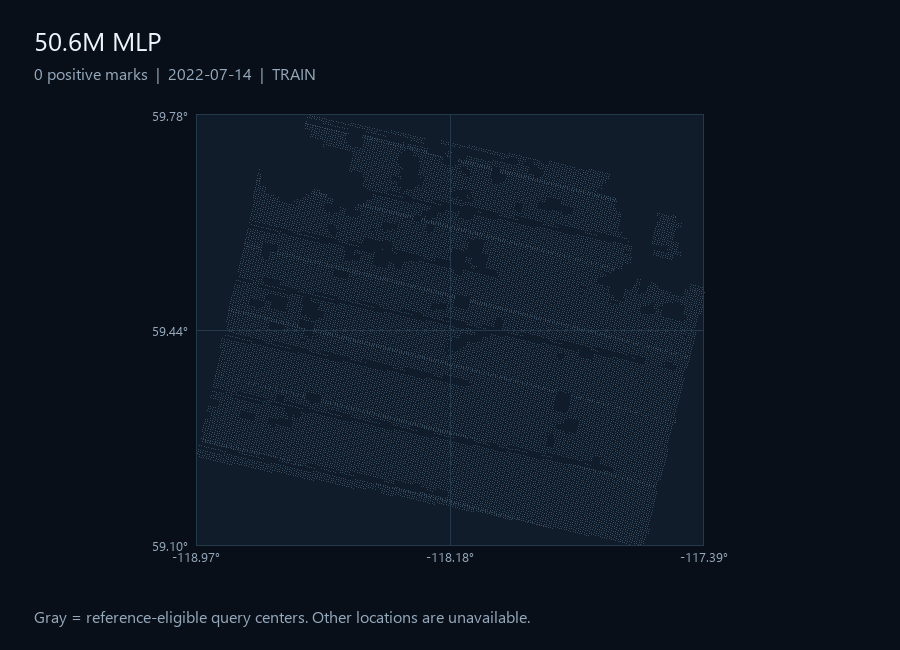 50.6M MLP
0 positive marks | 2022-07-14 | TRAIN
59.78°
59.44°
59.10°
-118.97°
-118.18°
-117.39°
Gray = reference-eligible query centers. Other locations are unavailable.